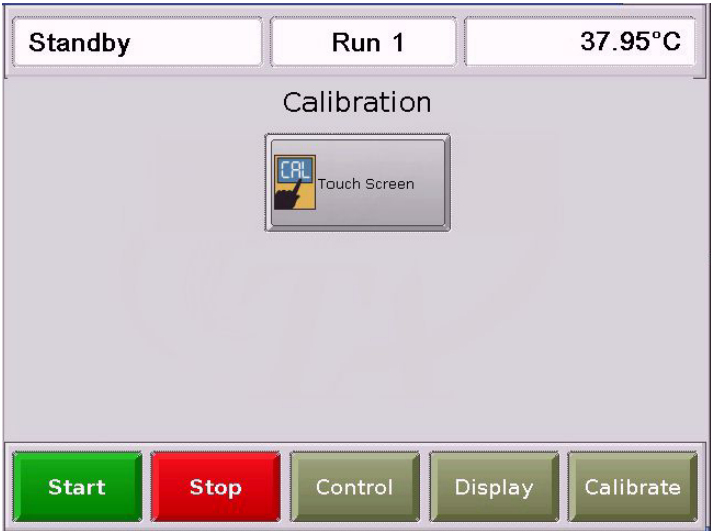 Standby Run 1 37.95°C
Calibration
CAL Touch Screen
Start Stop Control Display Calibrate